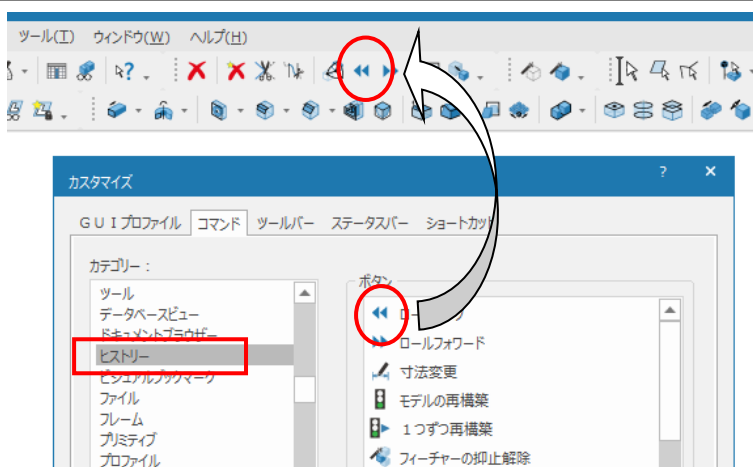 ツール(T) ウィンドウ(W) ヘルプ(H)
カスタマイズ
GUIプロファイル コマンド ツールバー ステータスバー ショートカット
カテゴリー：
ボタン
ツール
データベースビュー
ドキュメントブラウザー
ヒストリー
ビジュアルブックマーク
ファイル
フレーム
プリミティブ
プロファイル
ロールフォワード
寸法変更
モデルの再構築
１つずつ再構築
フィーチャーの抑止解除